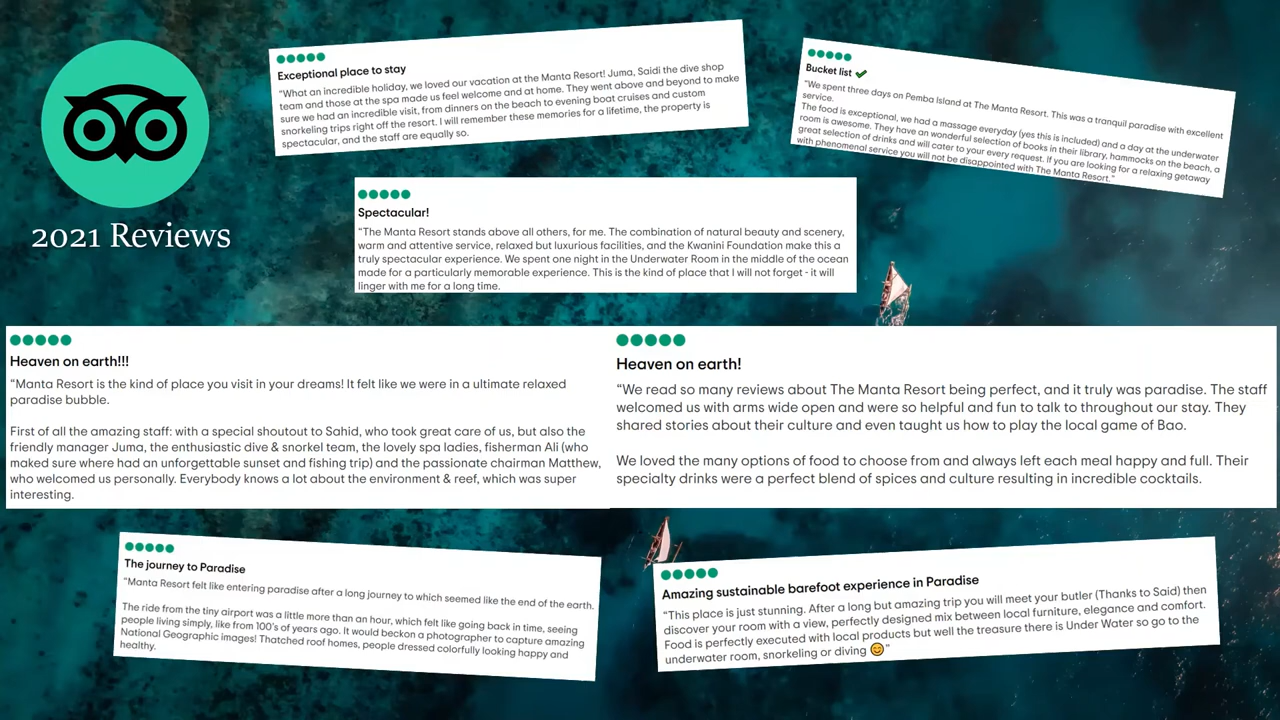 2021 Reviews
Exceptional place to stay
“What an incredible holiday, we loved our vacation at the Manta Resort! Juma, Saidi the dive shop
team and those at the spa made us feel welcome and at home. They went above and beyond to make
sure we had an incredible visit, from dinners on the beach to evening boat cruises and custom
snorkeling trips right off the resort. I will remember these memories for a lifetime, the property is
spectacular, and the staff are equally so.
Bucket list ✔
“We spent three days on Pemba Island at The Manta Resort. This was a tranquil paradise with excellent
service.
The food is exceptional, we had a massage everyday (yes this is included) and a day at the underwater
room is awesome. They have an wonderful selection of books in their library, hammocks on the beach, a
great selection of drinks and will cater to your every request. If you are looking for a relaxing getaway
with phenomenal service you will not be disappointed with The Manta Resort.”
Spectacular!
“The Manta Resort stands above all others, for me. The combination of natural beauty and scenery,
warm and attentive service, relaxed but luxurious facilities, and the Kwanini Foundation make this a
truly spectacular experience. We spent one night in the Underwater Room in the middle of the ocean
made for a particularly memorable experience. This is the kind of place that I will not forget - it will
linger with me for a long time.
Heaven on earth!!!
“Manta Resort is the kind of place you visit in your dreams! It felt like we were in a ultimate relaxed
paradise bubble.
First of all the amazing staff: with a special shoutout to Sahid, who took great care of us, but also the
friendly manager Juma, the enthusiastic dive & snorkel team, the lovely spa ladies, fisherman Ali (who
made sure where had an unforgettable sunset and fishing trip) and the passionate chairman Matthew,
who welcomed us personally. Everybody knows a lot about the environment & reef, which was super
interesting.
Heaven on earth!
“We read so many reviews about The Manta Resort being perfect, and it truly was paradise. The staff
welcomed us with arms wide open and were so helpful and fun to talk to throughout our stay. They
shared stories about their culture and even taught us how to play the local game of Bao.
We loved the many options of food to choose from and always left each meal happy and full. Their
specialty drinks were a perfect blend of spices and culture resulting in incredible cocktails.
The journey to Paradise
“Manta Resort felt like entering paradise after a long journey to which seemed like the end of the earth.
The ride from the tiny airport was a little more than an hour, which felt like going back in time, seeing
people living simply, like from 100’s of years ago. It would beckon a photographer to capture amazing
National Geographic images! Thatched roof homes, people dressed colorfully looking happy and
healthy.
Amazing sustainable barefoot experience in Paradise
“This place is just stunning. After a long but amazing trip you will meet your butler (Thanks to Said) then
discover your room with a view, perfectly designed mix between local furniture, elegance and comfort.
Food is perfectly executed with local products but well the treasure there is Under Water so go to the
underwater room, snorkeling or diving 😊”